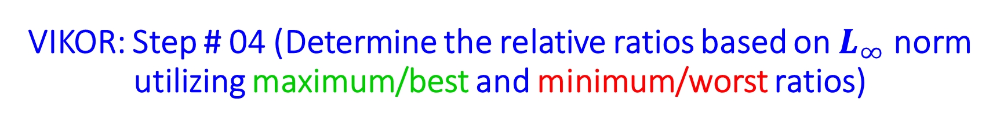 VIKOR: Step # 04 (Determine the relative ratios based on L∞ norm
utilizing maximum/best and minimum/worst ratios)